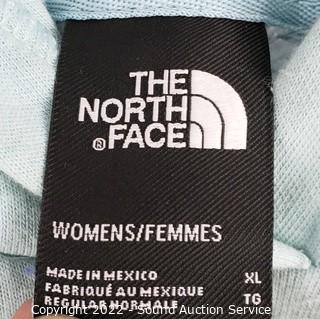 THE
NORTH
FACE
®
WOMENS/FEMMES
MADE IN MEXICO XL
FABRIQUÉ AU MEXIQUE
REGULAR NORMALE TG
Copyright 2022 - Sound Auction Service